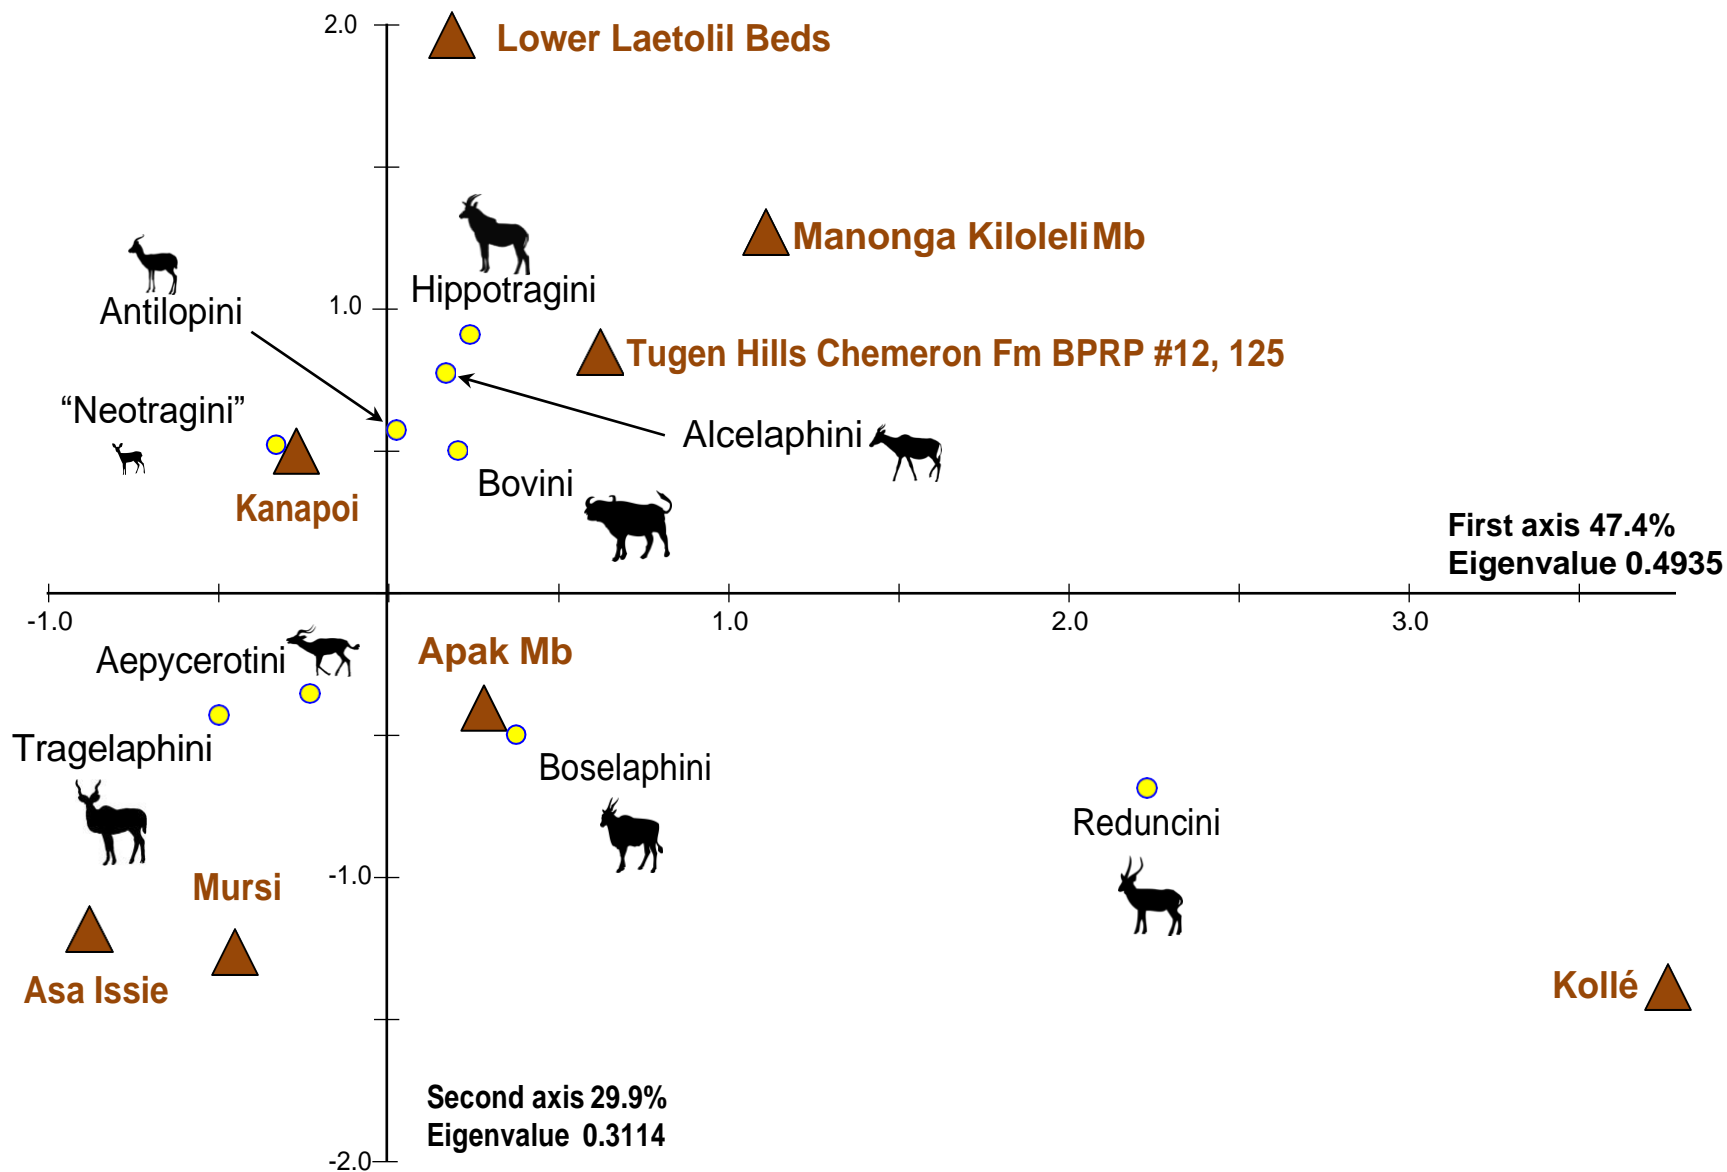 2.0
Lower Laetolil Beds
Manonga Kiloleli Mb
Hippotragini
Antilopini
1.0
Tugen Hills Chemeron Fm BPRP #12, 125
“Neotragini”
Alcelaphini
Bovini
Kanapoi
First axis 47.4%
Eigenvalue 0.4935
-1.0
1.0
2.0
3.0
Aepycerotini
Apak Mb
Tragelaphini
Boselaphini
Reduncini
-1.0
Mursi
Asa Issie
Kollé
Second axis 29.9%
Eigenvalue 0.3114
-2.0